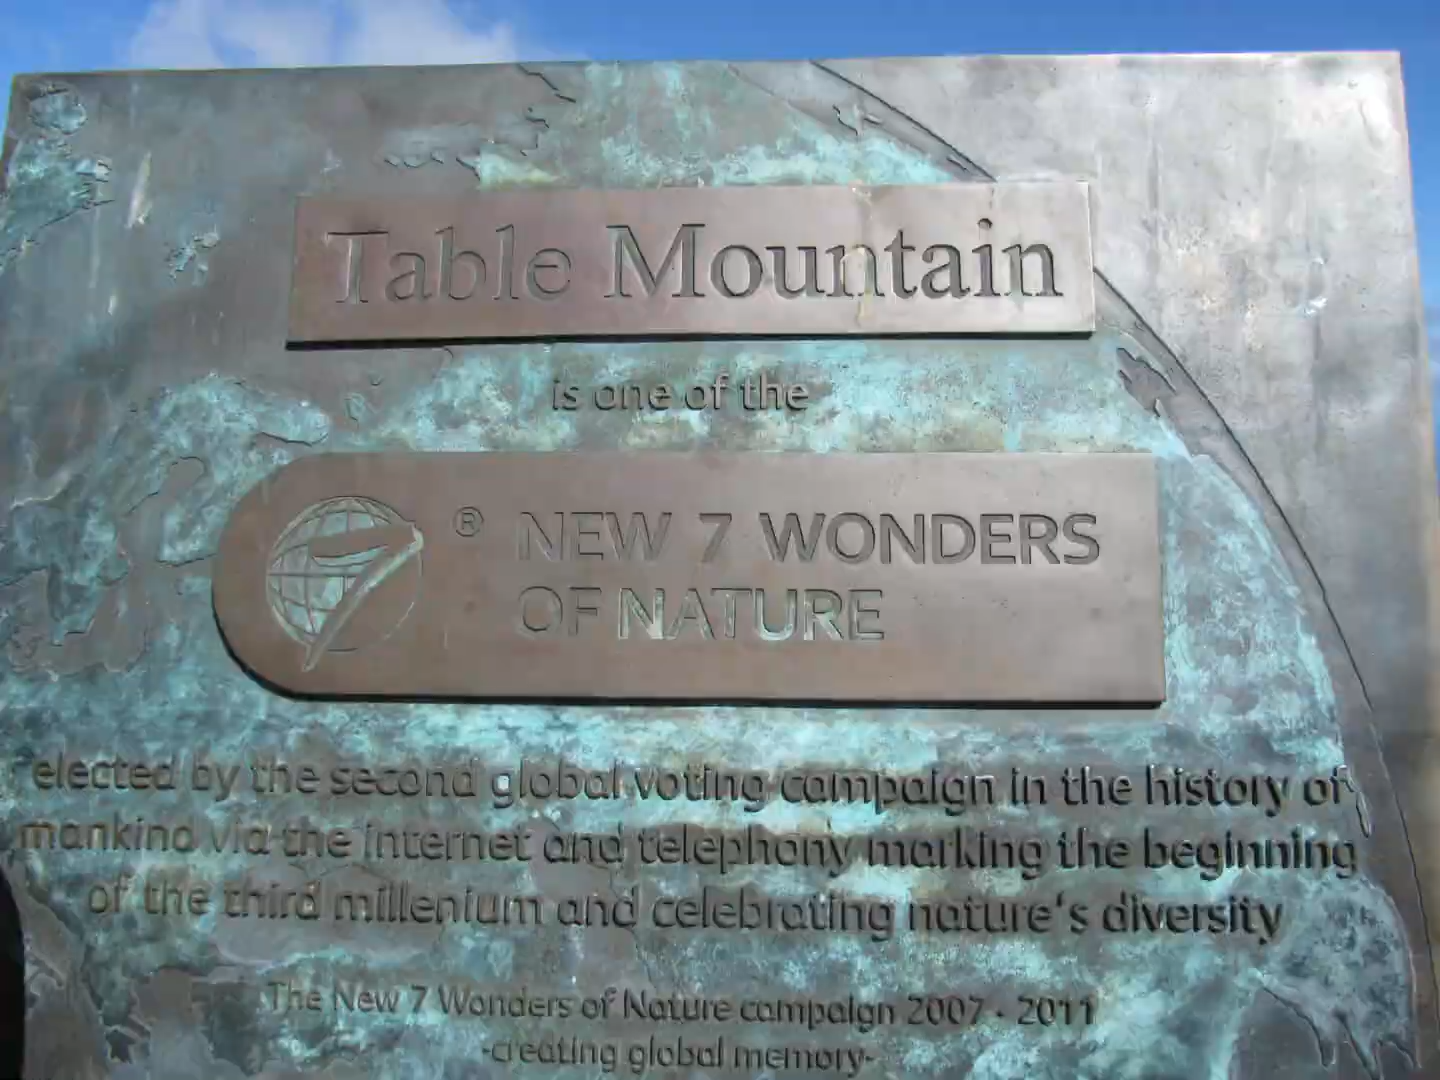 Table Mountain
is one of the
® NEW 7 WONDERS
OF NATURE
elected by the second global voting campaign in the history of
mankind via the internet and telephony marking the beginning
of the third millenium and celebrating nature's diversity
The New 7 Wonders of Nature campaign 2007 · 2011
-creating global memory-